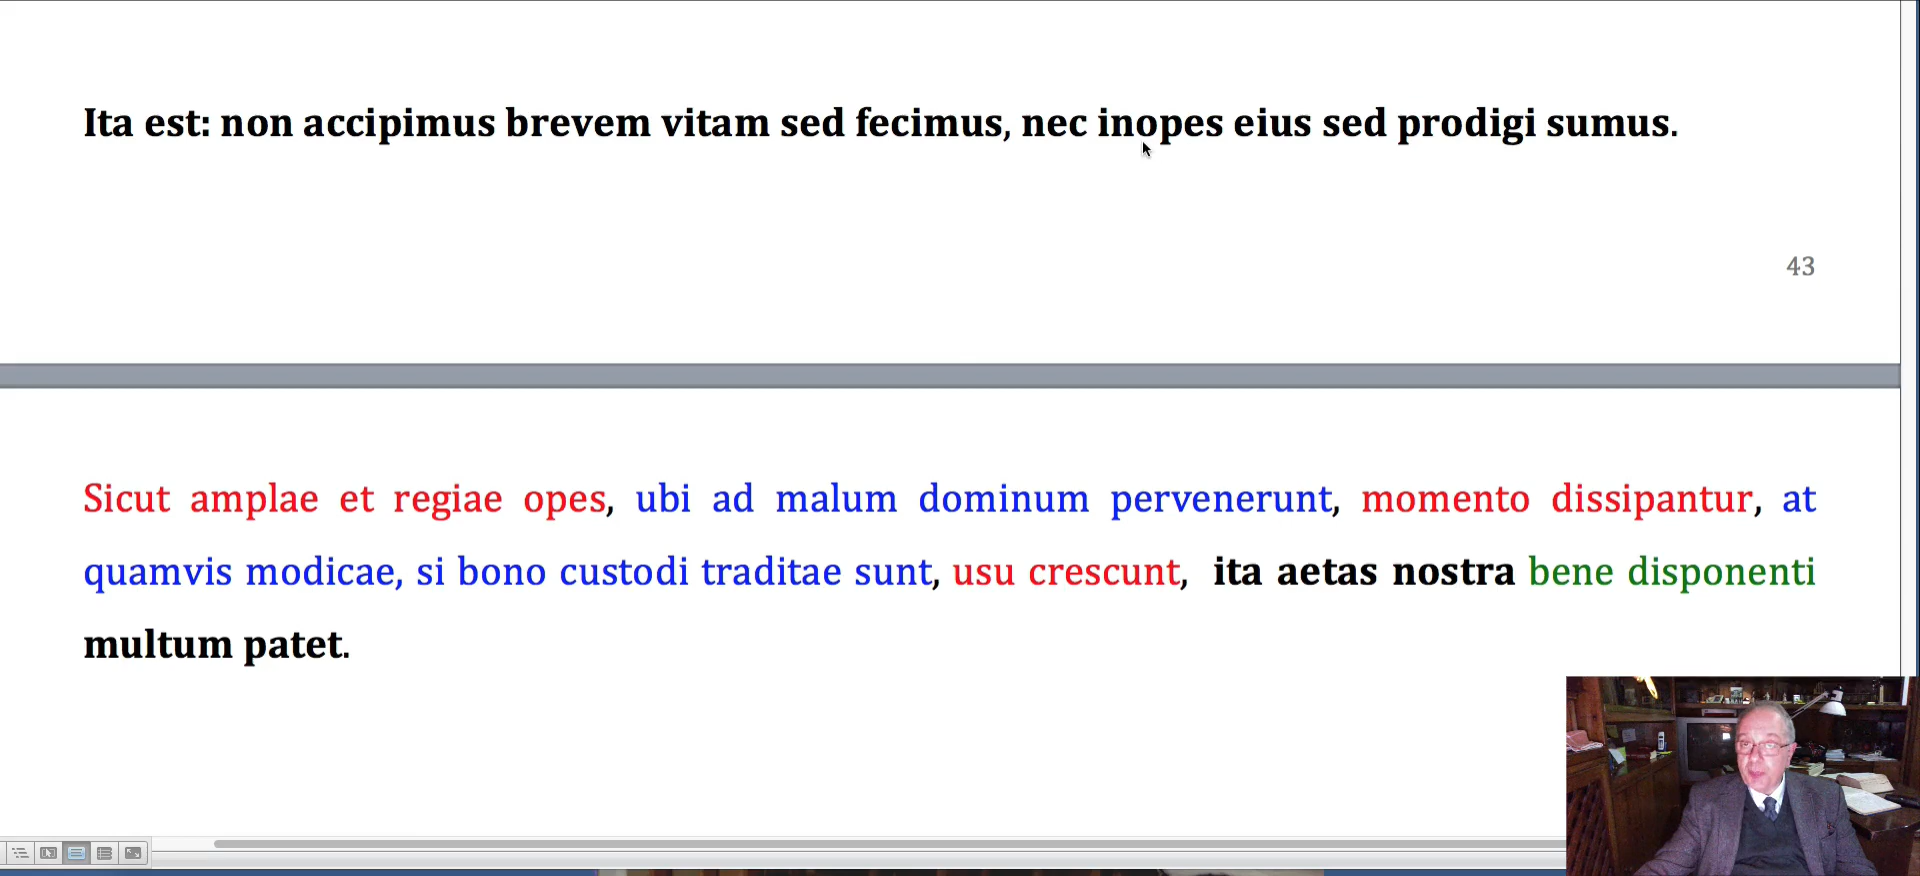 Ita est: non accipimus brevem vitam sed fecimus, nec inopes eius sed prodigi sumus.
43
Sicut amplae et regiae opes, ubi ad malum dominum pervenerunt, momento dissipantur, at
quamvis modicae, si bono custodi traditae sunt, usu crescunt, ita aetas nostra bene disponenti
multum patet.